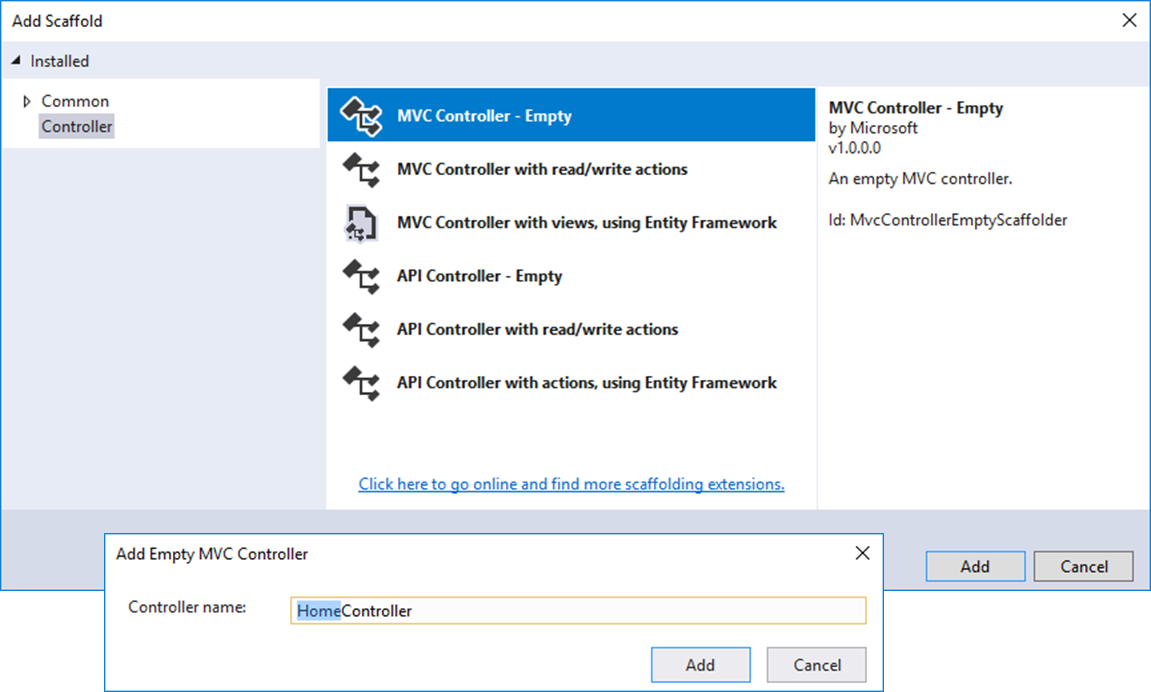 Add Scaffold
Installed
Common
Controller
MVC Controller - Empty
MVC Controller with read/write actions
MVC Controller with views, using Entity Framework
API Controller - Empty
API Controller with read/write actions
API Controller with actions, using Entity Framework
Click here to go online and find more scaffolding extensions.
MVC Controller - Empty
by Microsoft
v1.0.0.0
An empty MVC controller.
Id: MvcControllerEmptyScaffolder
Add Cancel
Add Empty MVC Controller
Controller name: HomeController
Add Cancel